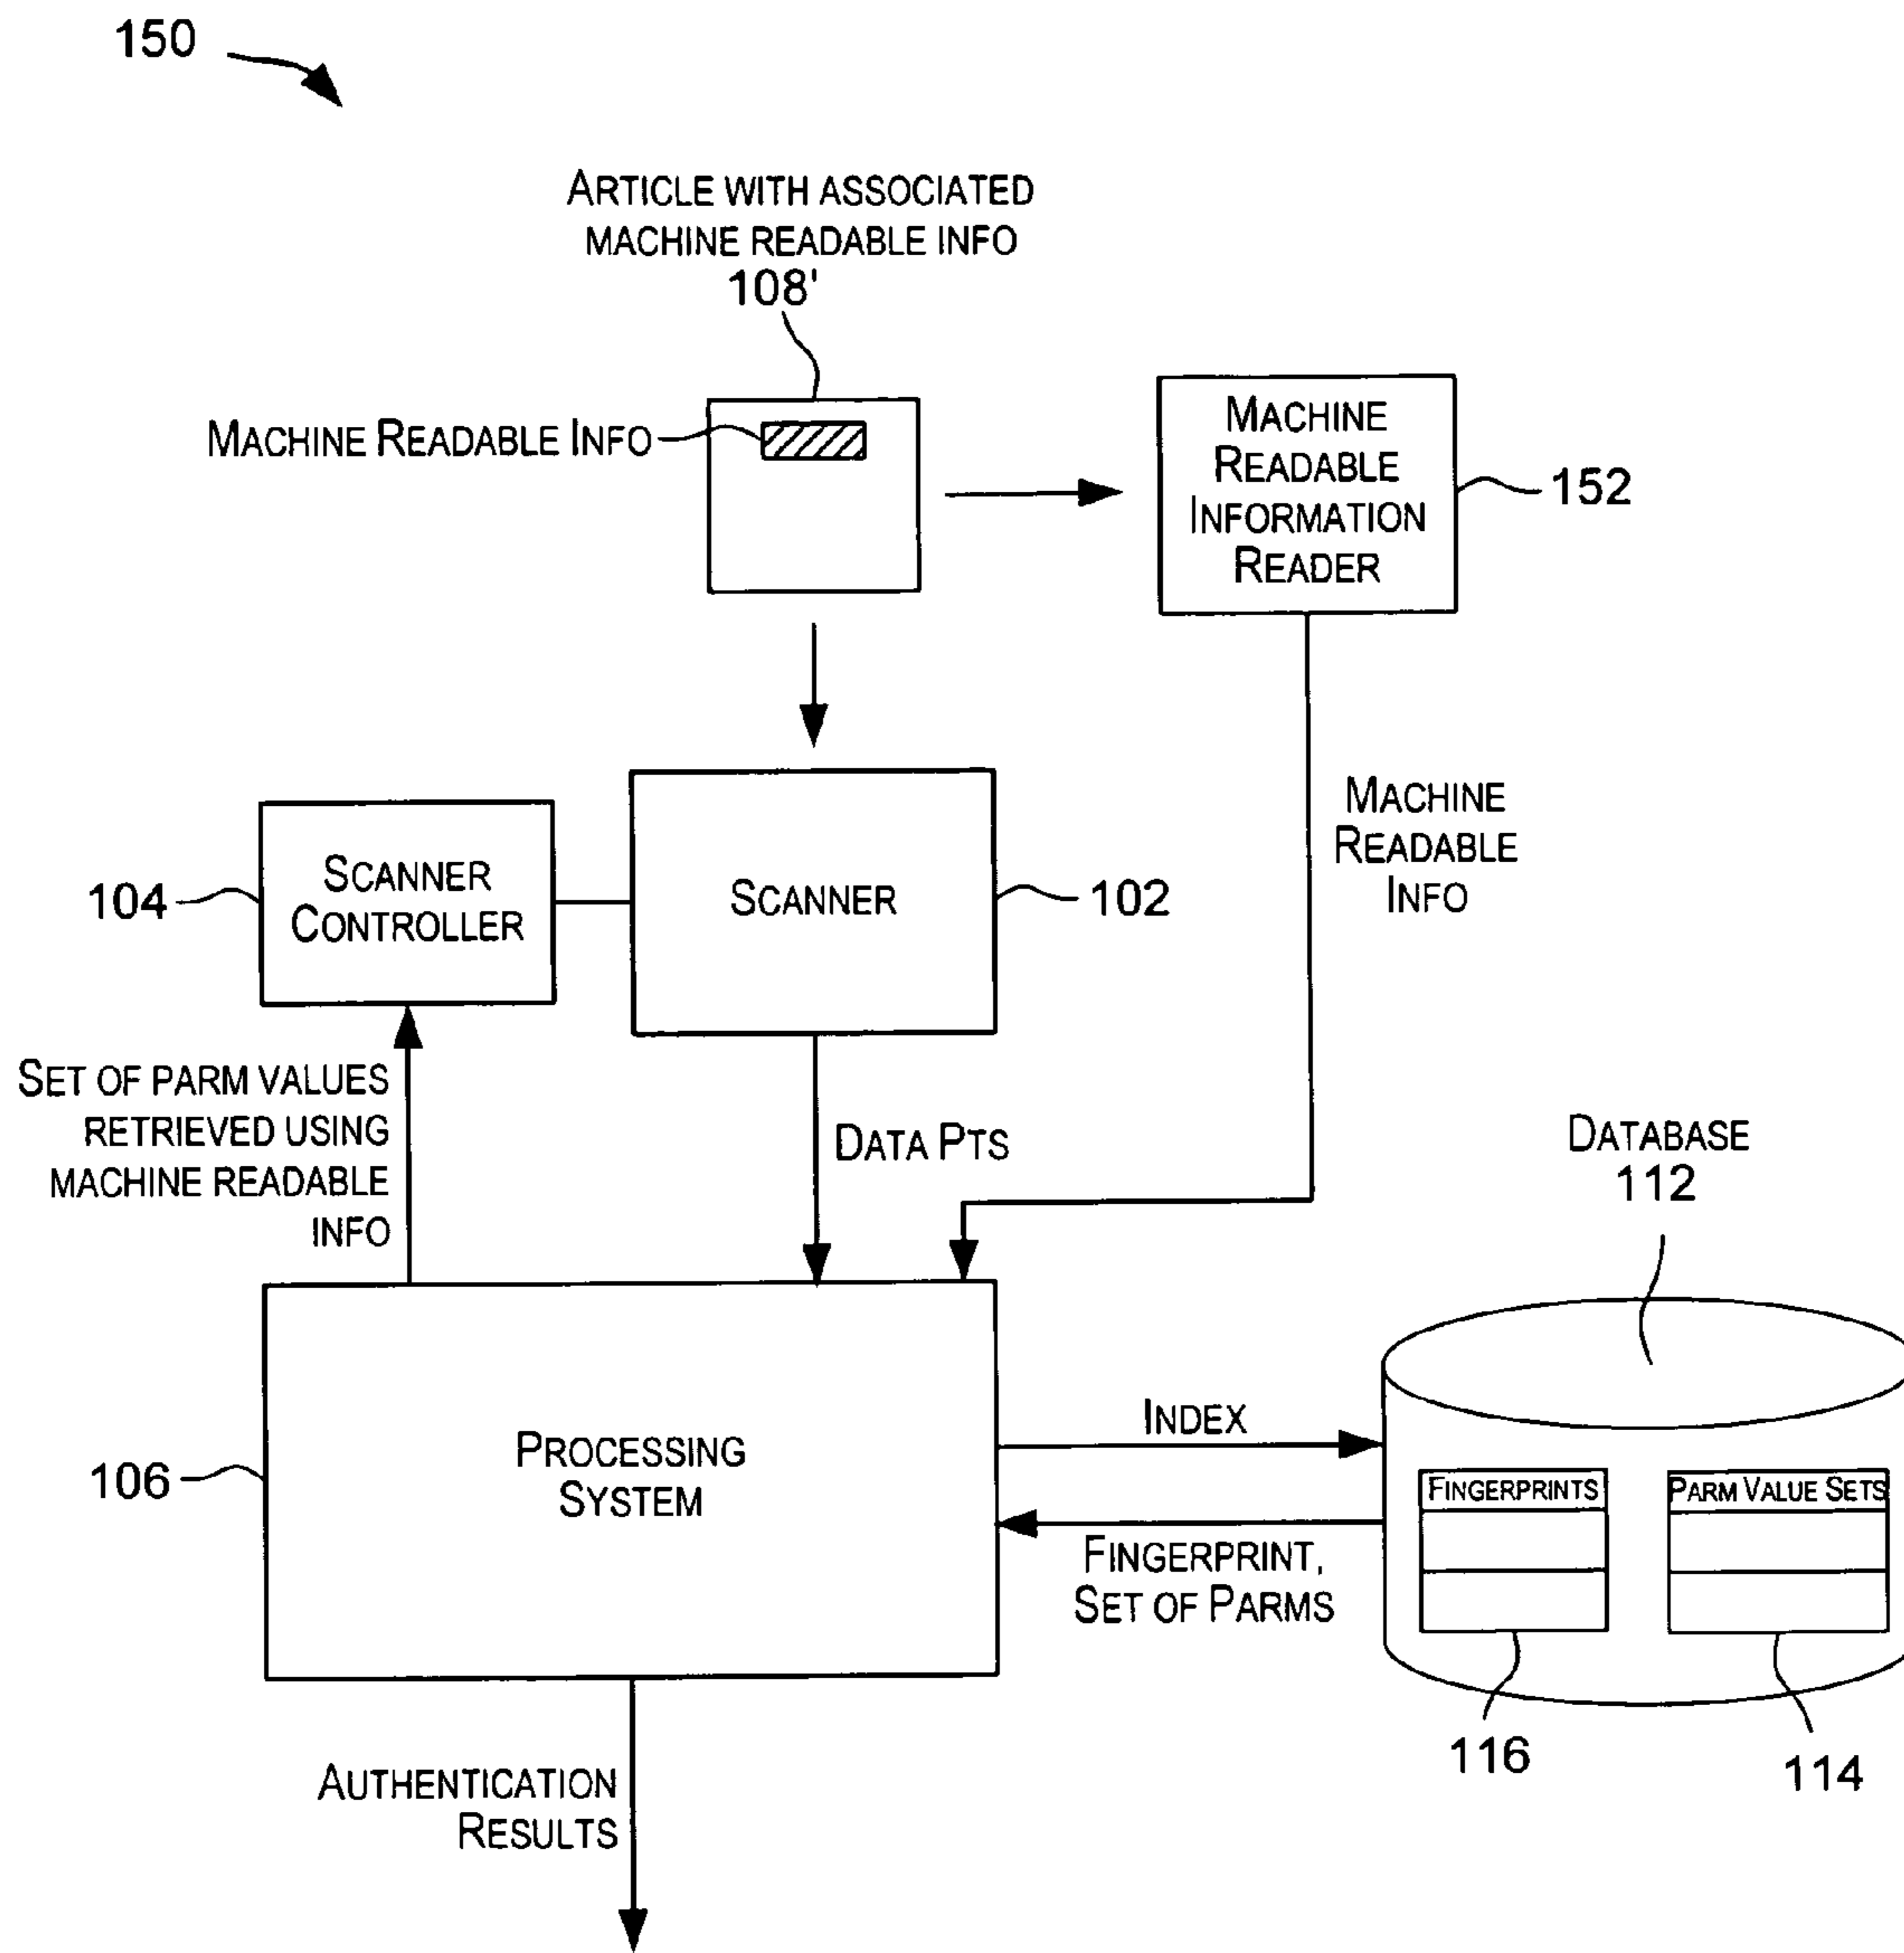 150
ARTICLE WITH ASSOCIATED
MACHINE READABLE INFO
108'
MACHINE READABLE INFO
MACHINE
READABLE
INFORMATION
READER
152
104
SCANNER
CONTROLLER
SCANNER
102
MACHINE
READABLE
INFO
SET OF PARM VALUES
RETRIEVED USING
MACHINE READABLE
INFO
DATA PTS
DATABASE
112
106
PROCESSING
SYSTEM
INDEX
FINGERPRINT,
SET OF PARMS
FINGERPRINTS
PARM VALUE SETS
116
114
AUTHENTICATION
RESULTS